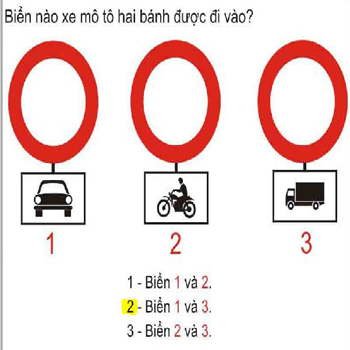 Biển nào xe mô tô hai bánh được đi vào?
1 2 3
1 - Biển 1 và 2.
2 - Biển 1 và 3.
3 - Biển 2 và 3.